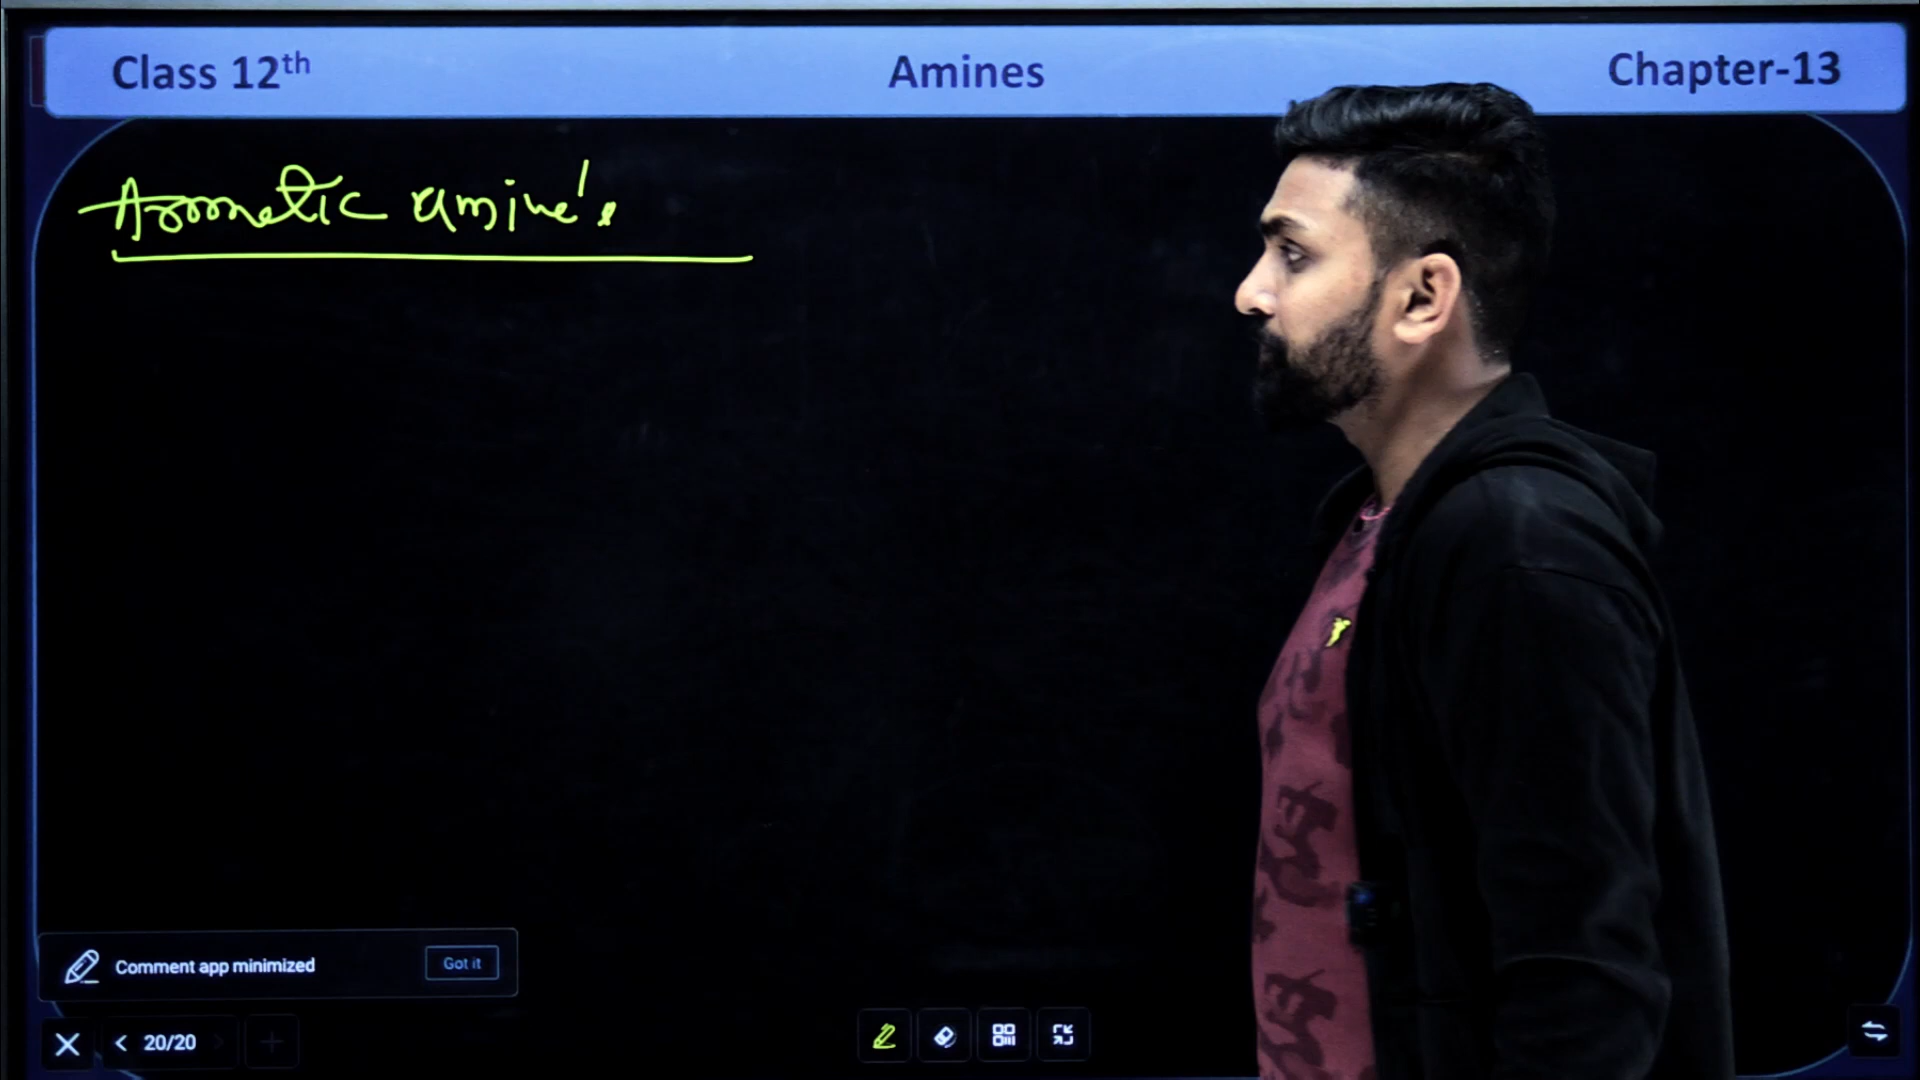 Class 12th Amines Chapter-13
Aromatic amine's
Comment app minimized Got it
20/20